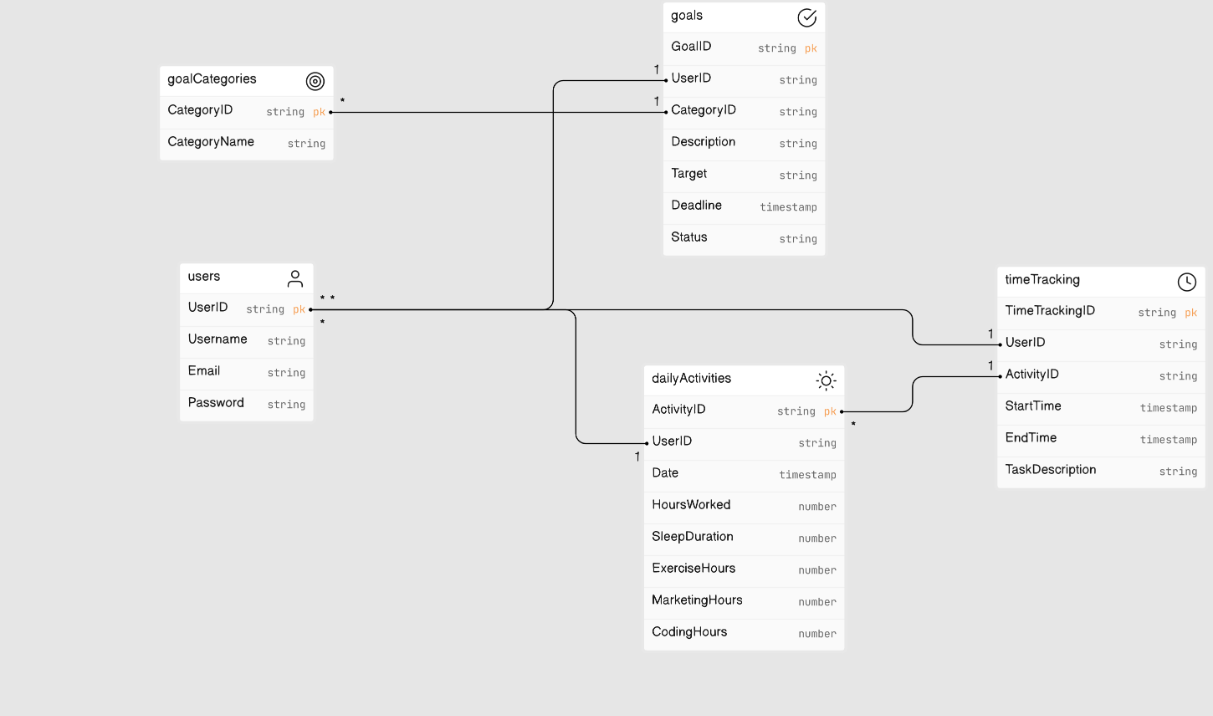 goals
GoalID string pk
1
UserID string
1
CategoryID string
Description string
Target string
Deadline timestamp
Status string
goalCategories
CategoryID string pk
*
CategoryName string
users
UserID string pk
* *
*
Username string
Email string
Password string
timeTracking
TimeTrackingID string pk
1
UserID string
1
ActivityID string
StartTime timestamp
EndTime timestamp
TaskDescription string
dailyActivities
ActivityID string pk
*
UserID string
1
Date timestamp
HoursWorked number
SleepDuration number
ExerciseHours number
MarketingHours number
CodingHours number